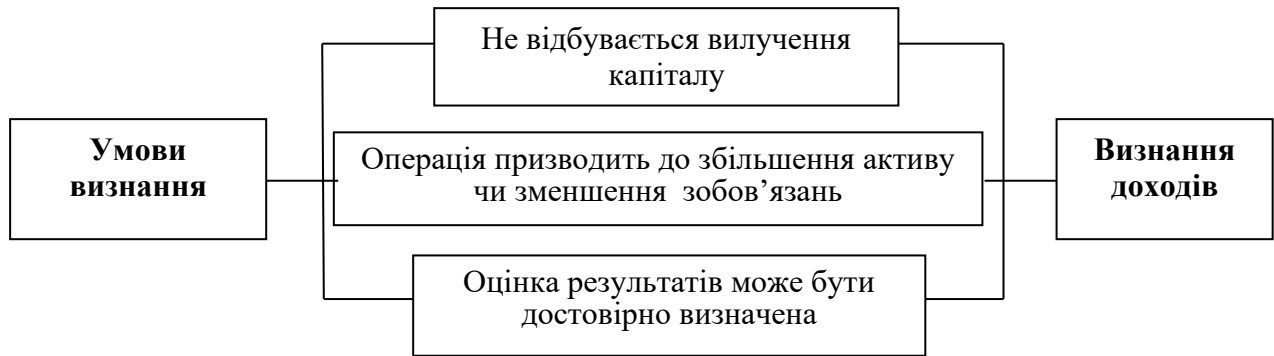 Не відбувається вилучення
капіталу
Умови
визнання
Операція призводить до збільшення активу
чи зменшення  зобов’язань
Визнання
доходів
Оцінка результатів може бути
достовірно визначена